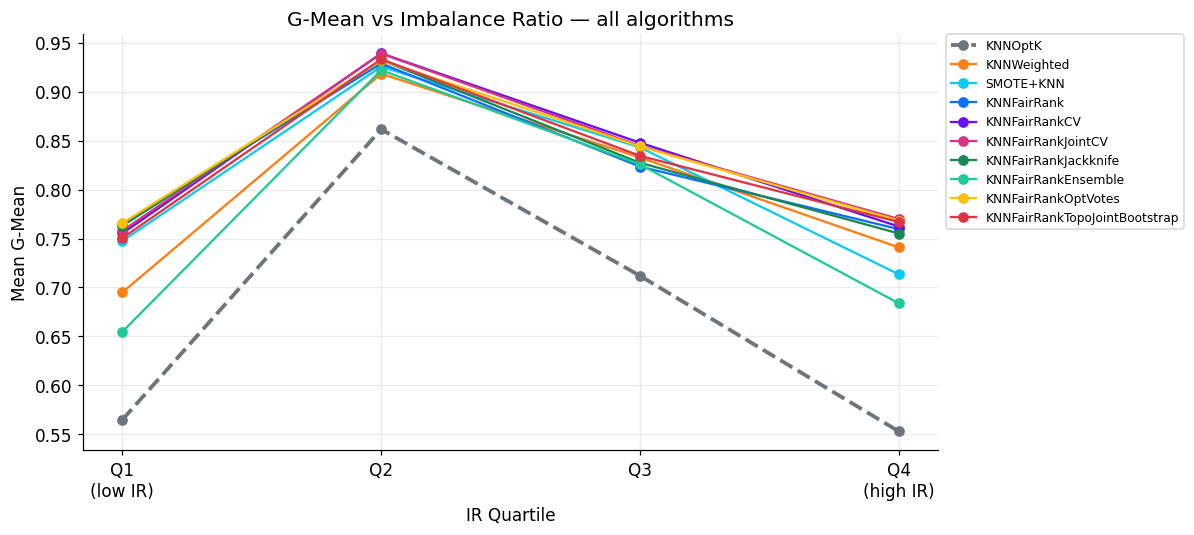 G-Mean vs Imbalance Ratio — all algorithms
Mean G-Mean
0.95
0.90
0.85
0.80
0.75
0.70
0.65
0.60
0.55
Q1
(low IR)
Q2
Q3
Q4
(high IR)
IR Quartile
KNNOptK
KNNWeighted
SMOTE+KNN
KNNFairRank
KNNFairRankCV
KNNFairRankJointCV
KNNFairRankJackknife
KNNFairRankEnsemble
KNNFairRankOptVotes
KNNFairRankTopoJointBootstrap